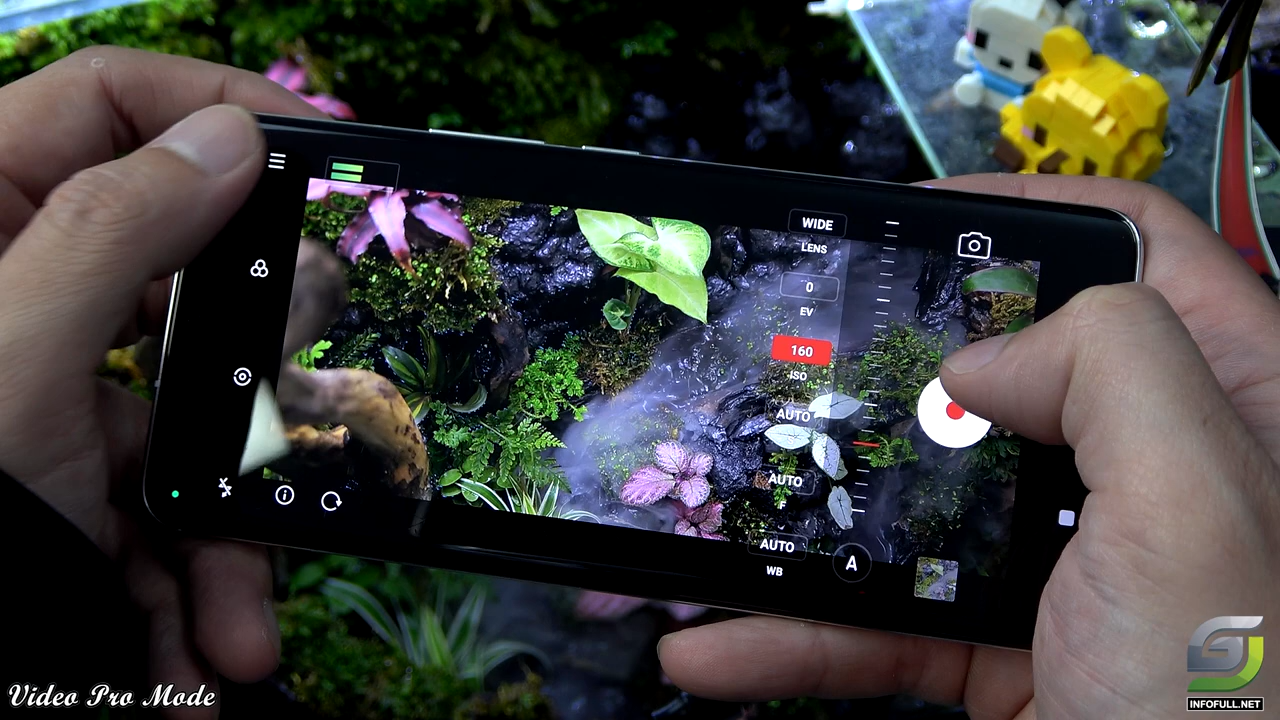 WIDE
LENS
0
EV
160
ISO
AUTO
AUTO
F
AUTO
WB
A
Video Pro Mode
INFOFULL.NET